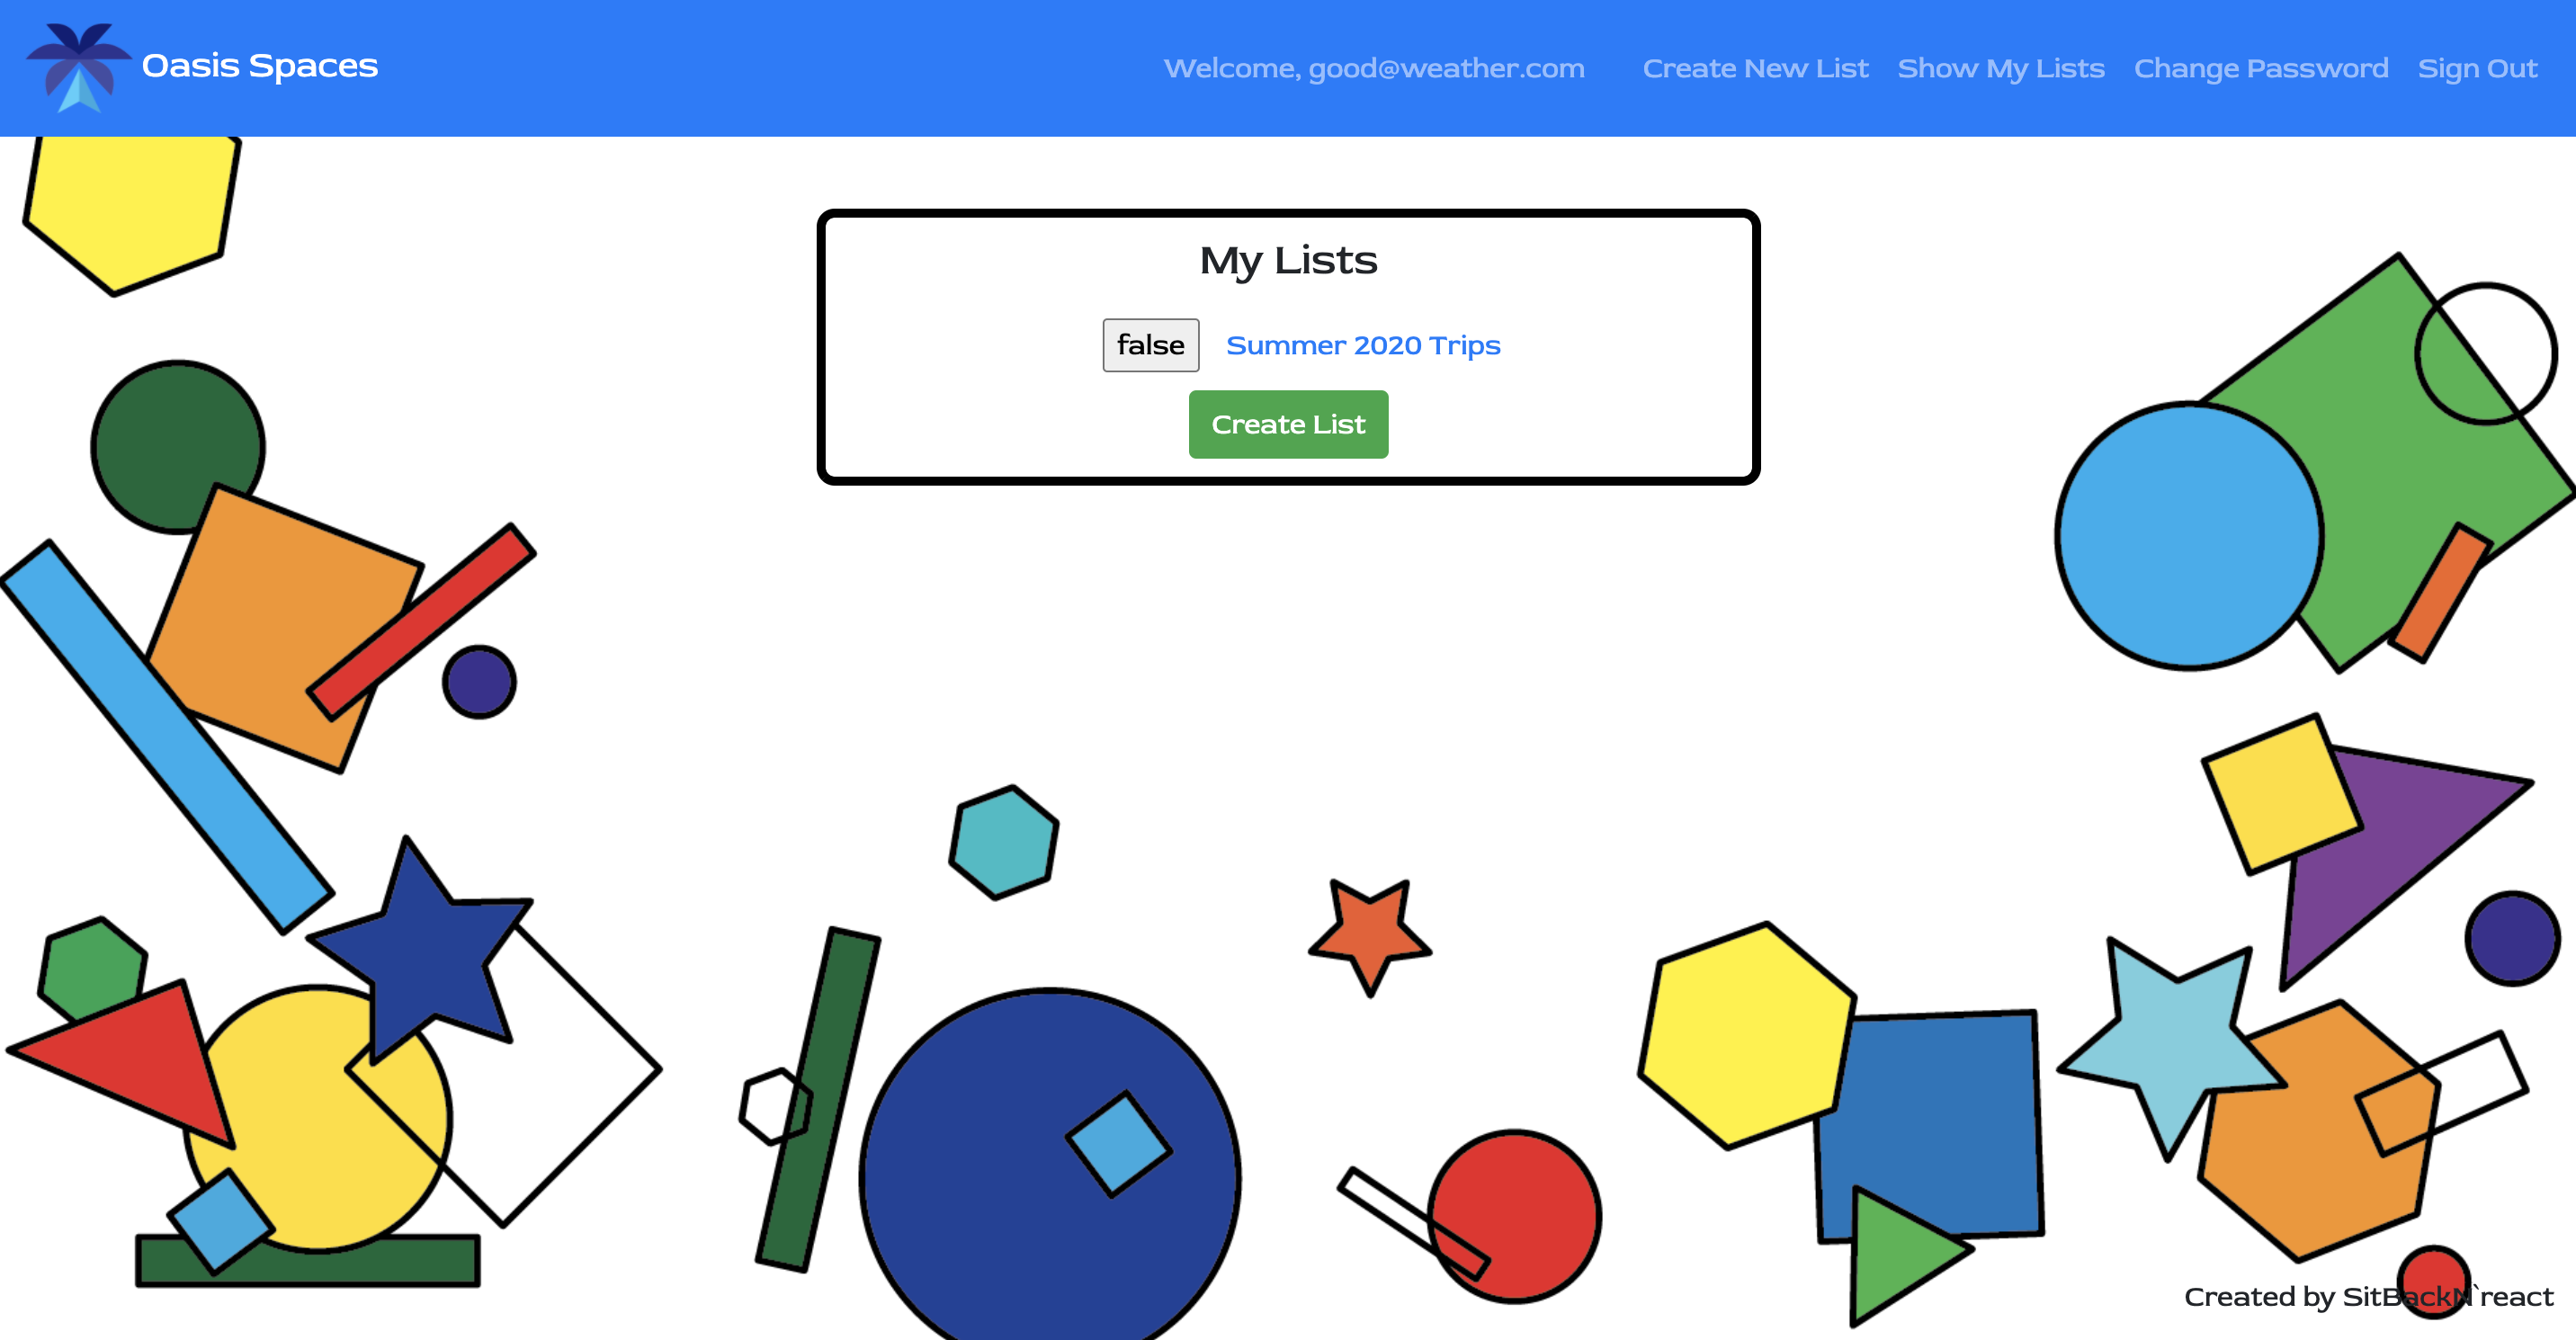 Oasis Spaces
Welcome, good@weather.com Create New List Show My Lists Change Password Sign Out
My Lists
false Summer 2020 Trips
Create List
Created by SitBackN`react